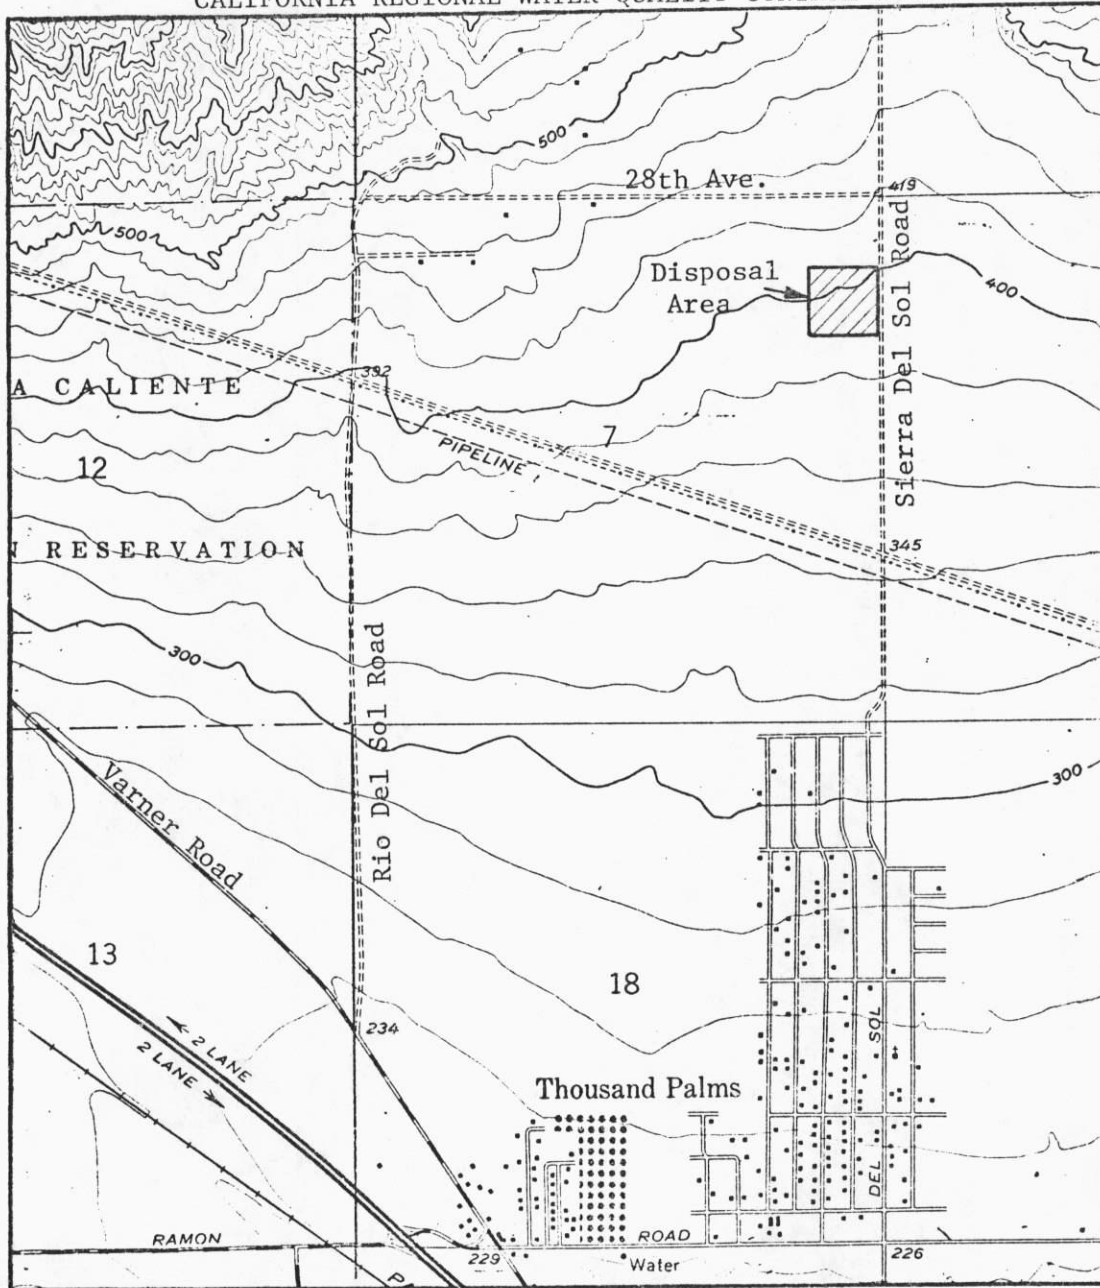 CALIFORNIA REGIONAL WATER QUALITY
500
28th Ave.
419
500
Disposal
Area
Sierra Del Sol Road
400
392
A CALIENTE
7
PIPELINE
12
345
N RESERVATION
300
Rio Del Sol Road
300
Varner Road
13
18
SOL
234
2 LANE
2 LANE
Thousand Palms
DEL
RAMON
ROAD
229
Water
226
P